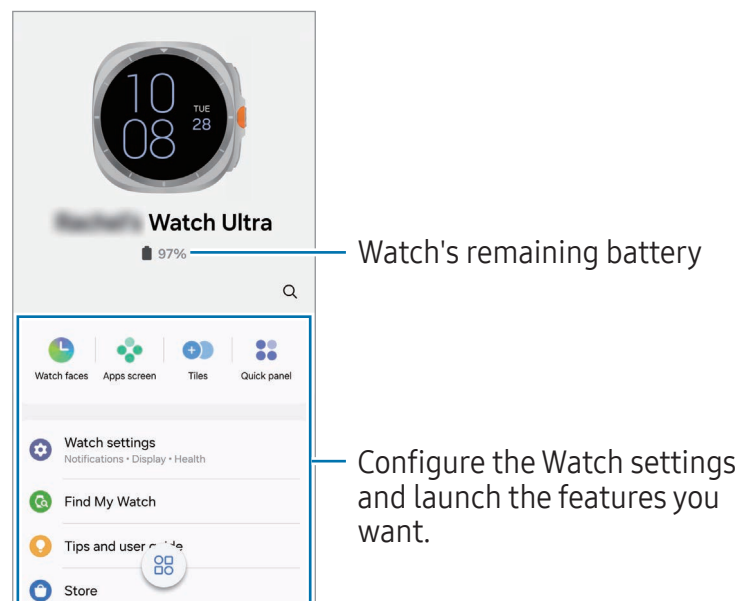 10
08
TUE
28
Watch Ultra
97%
Watch's remaining battery
Watch faces
Apps screen
Tiles
Quick panel
Watch settings
Notifications • Display • Health
Configure the Watch settings
and launch the features you
want.
Find My Watch
Tips and user
Store